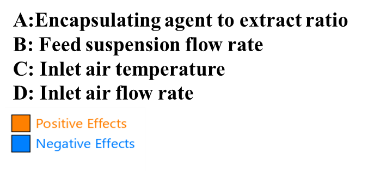 A:Encapsulating agent to extract ratio
B: Feed suspension flow rate
C: Inlet air temperature
D: Inlet air flow rate
Positive Effects
Negative Effects